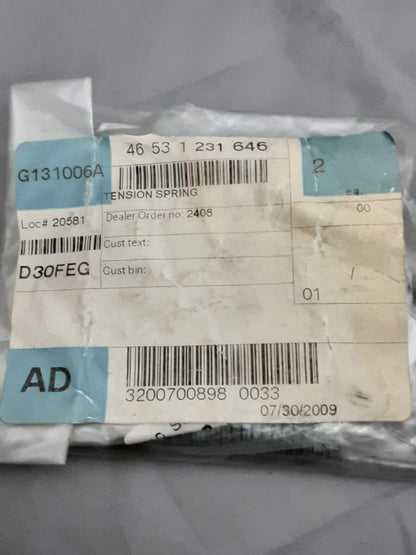 46 53 1 231 646
2
G131006A
TENSION SPRING
ea.
Loc# 20581
Dealer Order no: 2408
00
Cust text:
D30FEG
Cust bin:
/
01
AD
3200700898 0033
07/30/2009